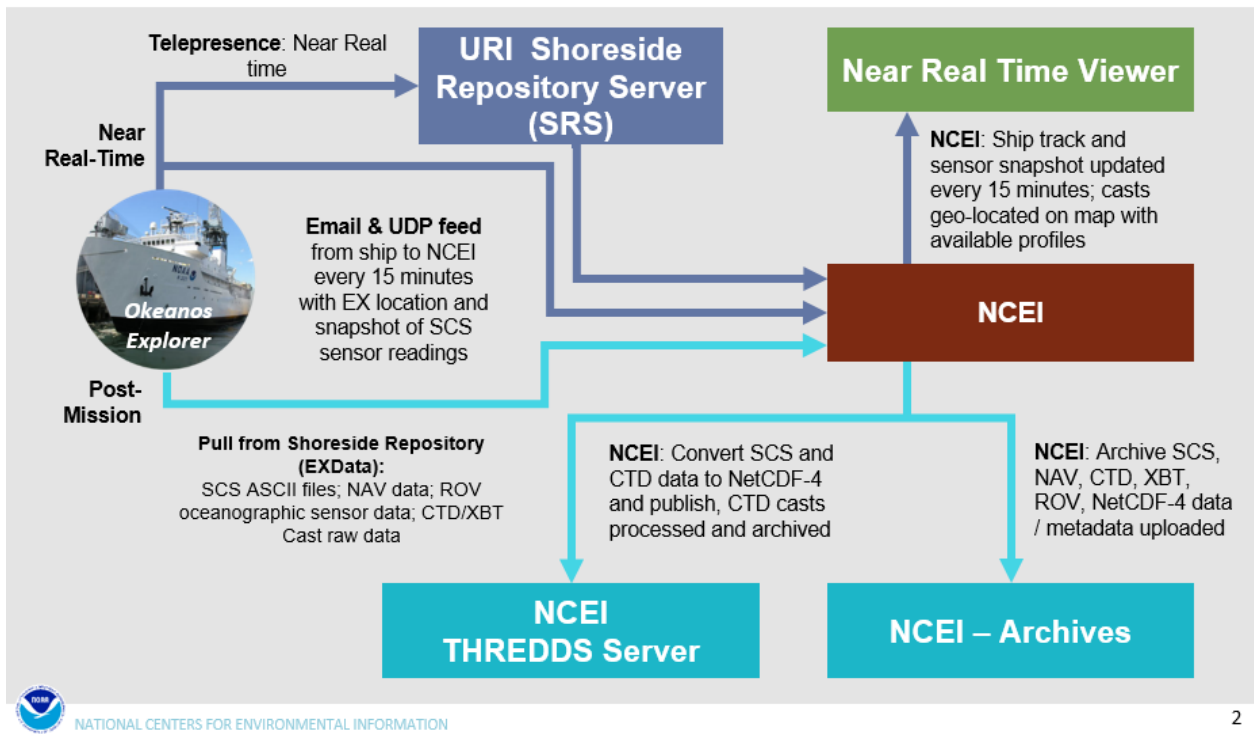 Telepresence: Near Real
time
URI  Shoreside
Repository Server
(SRS)
Near Real Time Viewer
Near
Real-Time
NCEI: Ship track and
sensor snapshot updated
every 15 minutes; casts
geo-located on map with
available profiles
Email & UDP feed
from ship to NCEI
every 15 minutes
with EX location and
snapshot of SCS
sensor readings
NOAA
Okeanos
Explorer
NCEI
Post-
Mission
Pull from Shoreside Repository
(EXData):
SCS ASCII files; NAV data; ROV
oceanographic sensor data; CTD/XBT
Cast raw data
NCEI: Convert SCS and
CTD data to NetCDF-4
and publish, CTD casts
processed and archived
NCEI: Archive SCS,
NAV, CTD, XBT,
ROV, NetCDF-4 data
/ metadata uploaded
NCEI
THREDDS Server
NCEI – Archives
NOAA
NATIONAL CENTERS FOR ENVIRONMENTAL INFORMATION
2